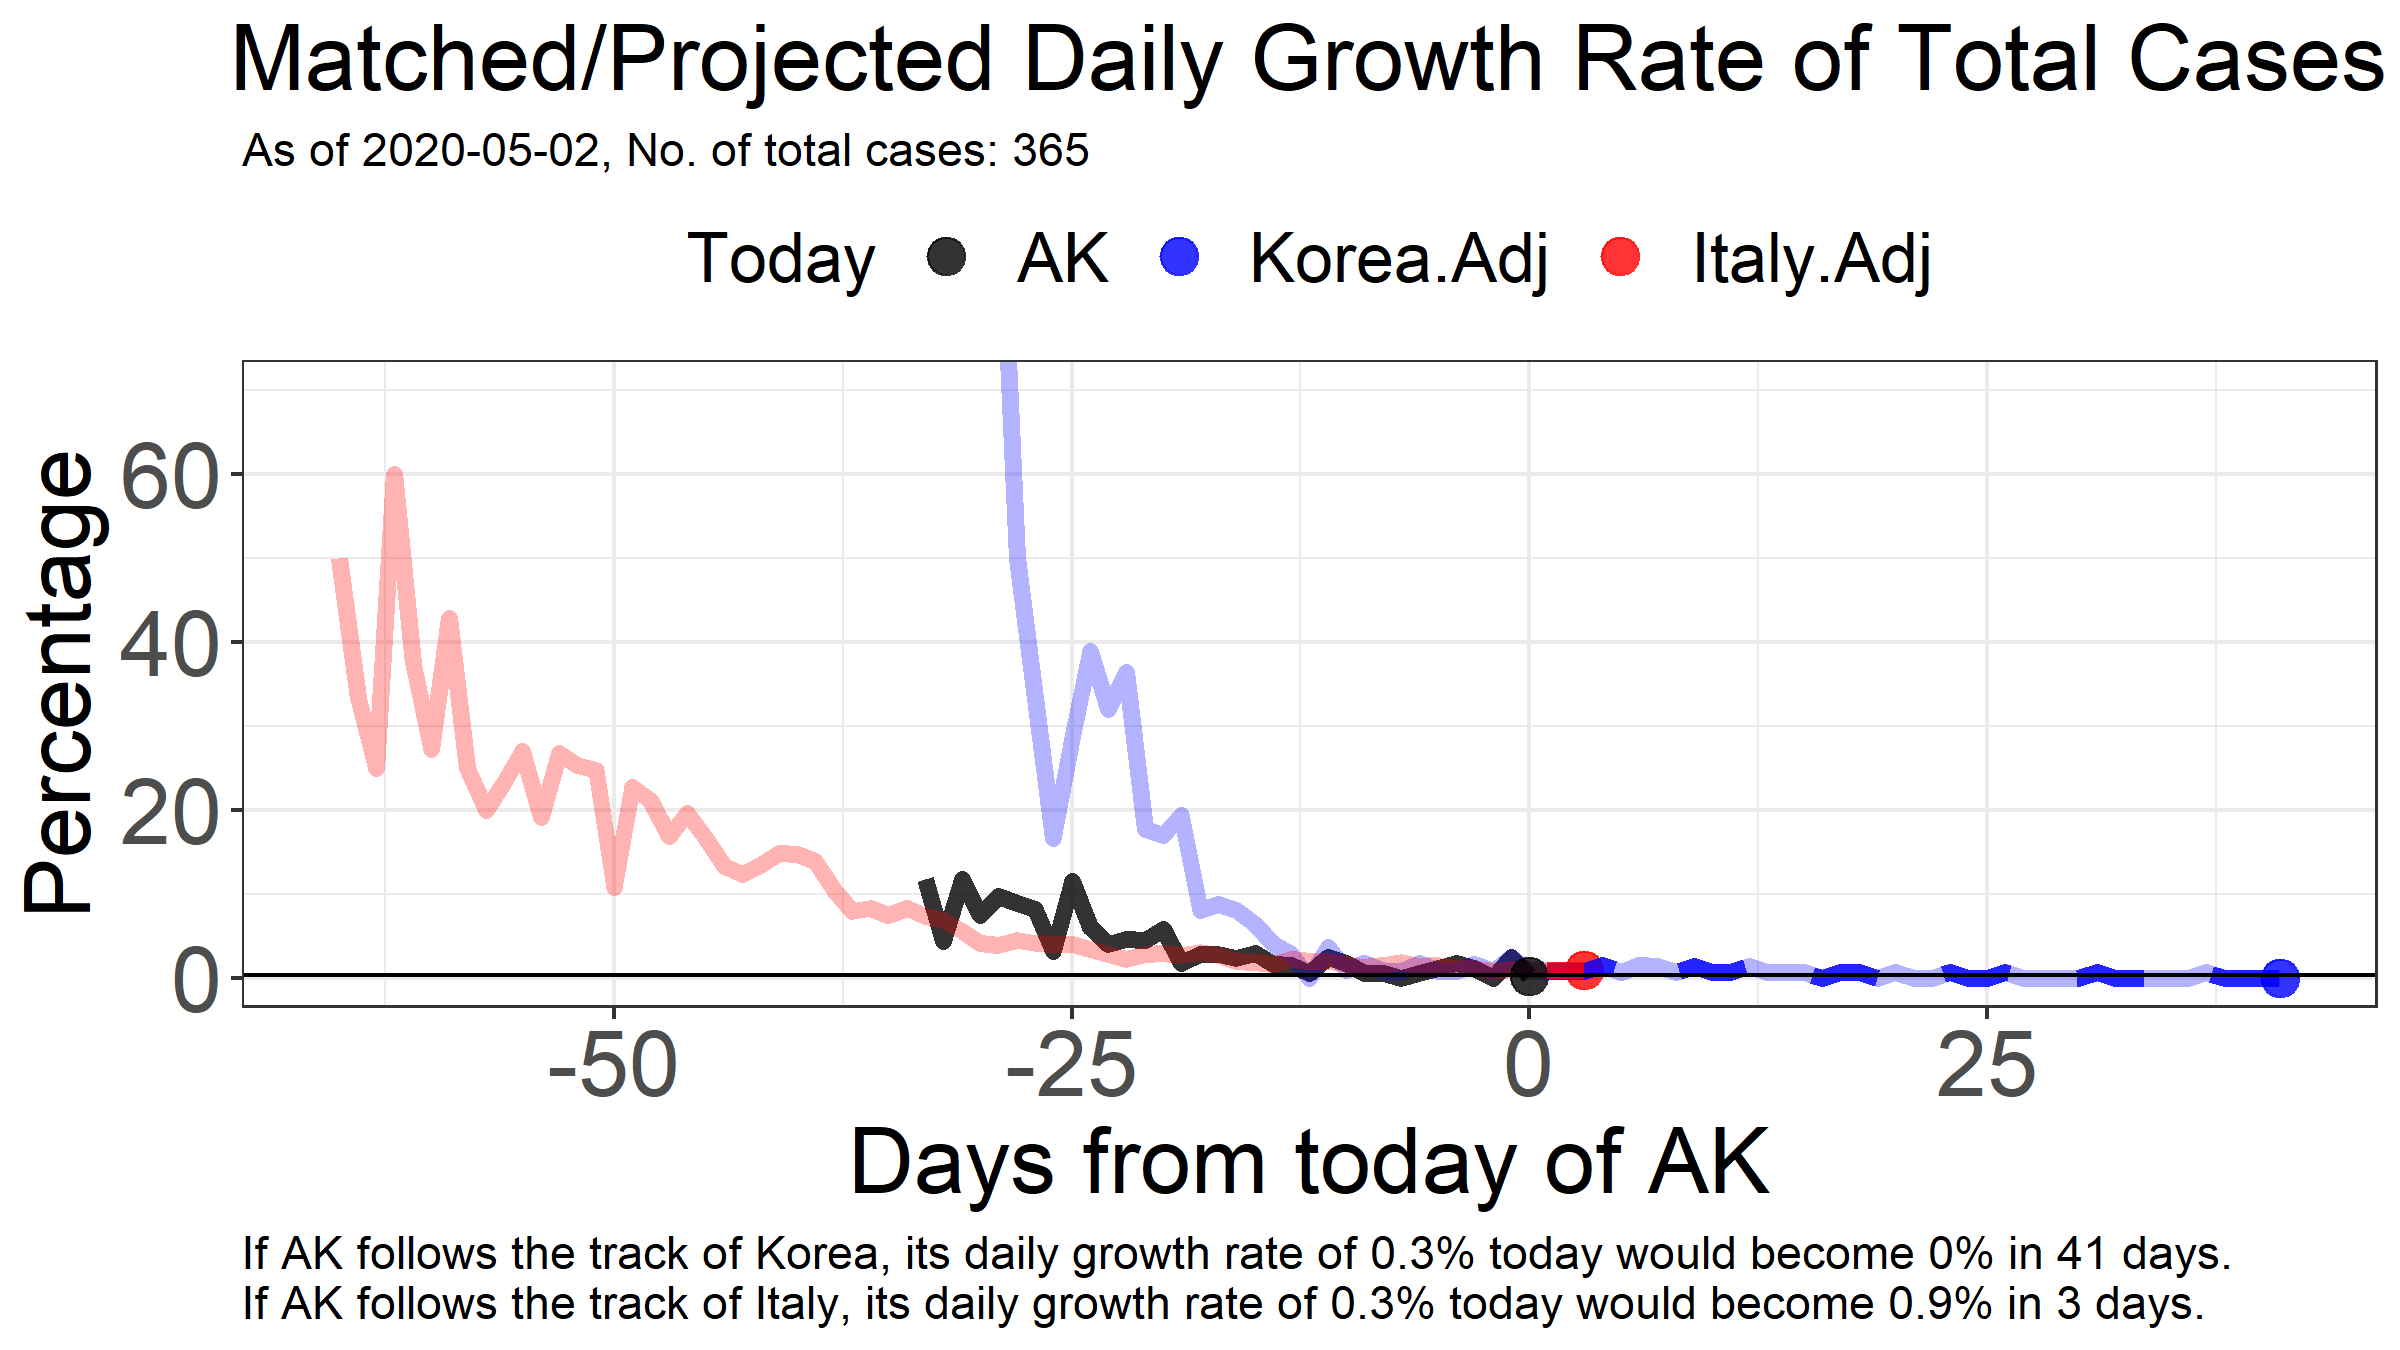 Matched/Projected Daily Growth Rate of Total Cases
As of 2020-05-02, No. of total cases: 365
Today AK Korea.Adj Italy.Adj
Percentage
60
40
20
0
-50 -25 0 25
Days from today of AK
If AK follows the track of Korea, its daily growth rate of 0.3% today would become 0% in 41 days.
If AK follows the track of Italy, its daily growth rate of 0.3% today would become 0.9% in 3 days.